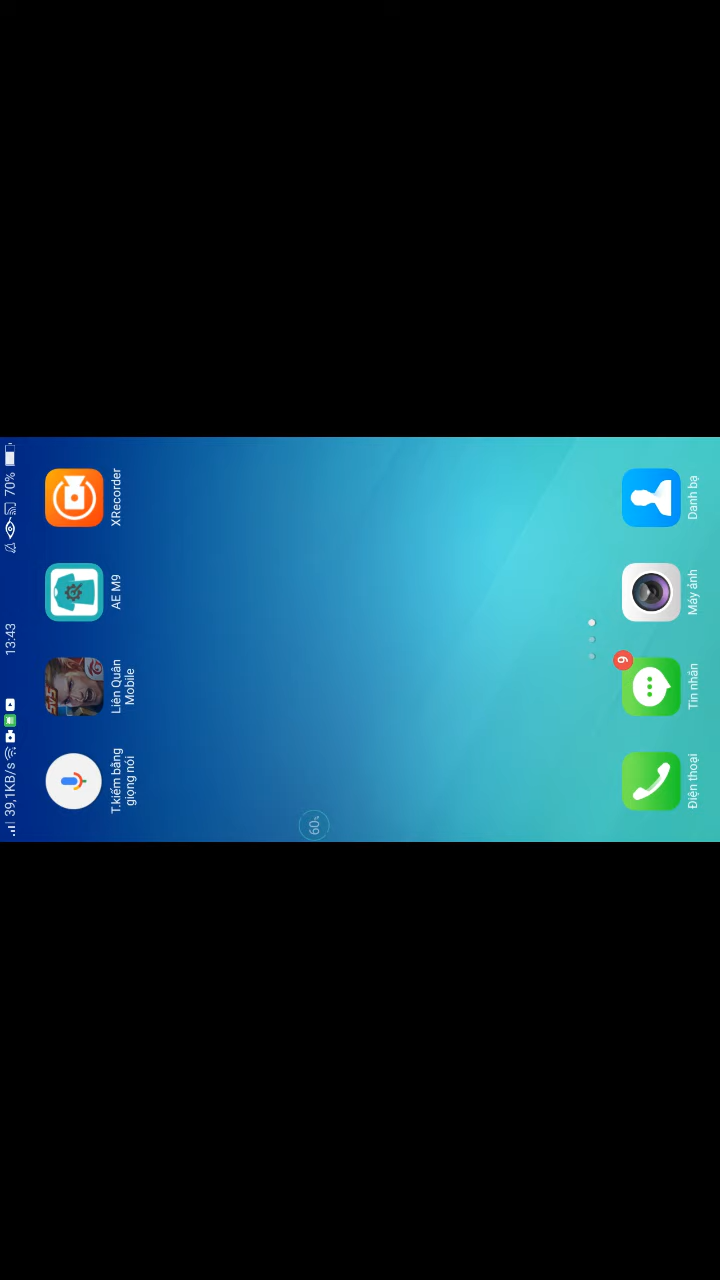 39,1KB/s
13:43
70%
T.kiếm bằng
giọng nói
Liên Quân
Mobile
AE M9
XRecorder
60%
9
Điện thoại
Tin nhắn
Máy ảnh
Danh bạ